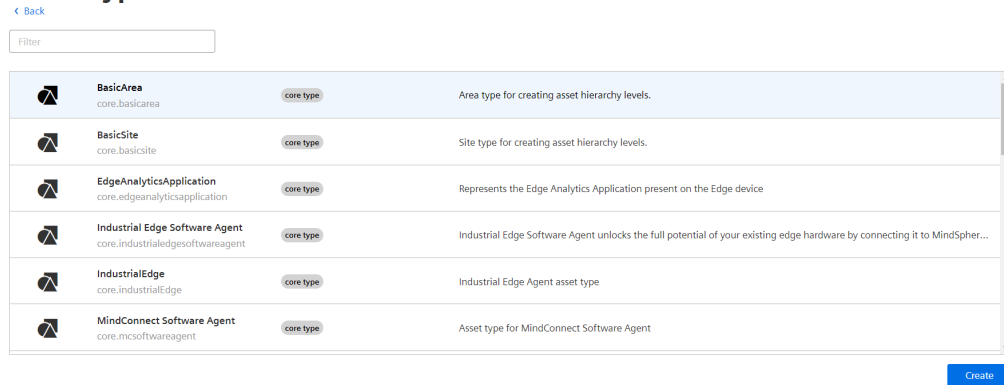 Back
Filter
BasicArea
core.basicarea
core type
Area type for creating asset hierarchy levels.
BasicSite
core.basicsite
core type
Site type for creating asset hierarchy levels.
EdgeAnalyticsApplication
core.edgeanalyticsapplication
core type
Represents the Edge Analytics Application present on the Edge device
Industrial Edge Software Agent
core.industrialedgesoftwareagent
core type
Industrial Edge Software Agent unlocks the full potential of your existing edge hardware by connecting it to MindSpher...
IndustrialEdge
core.industrialEdge
core type
Industrial Edge Agent asset type
MindConnect Software Agent
core.mcsoftwareagent
core type
Asset type for MindConnect Software Agent
Create